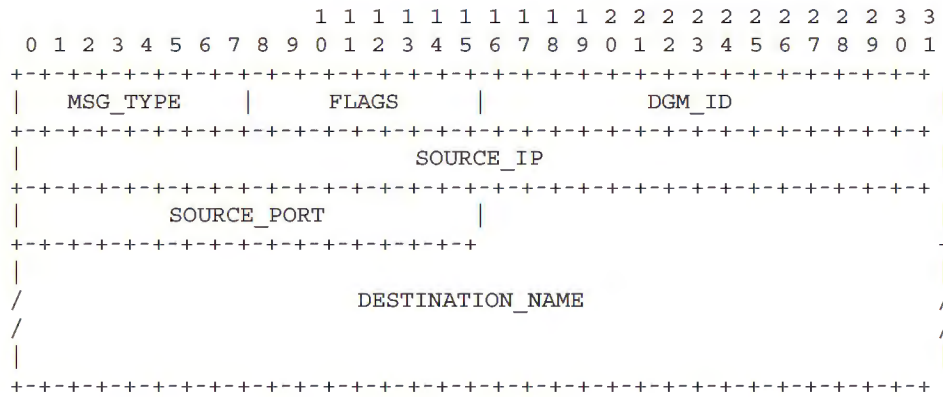 1 1 1 1 1 1 1 1 1 1 2 2 2 2 2 2 2 2 2 2 3 3
 0 1 2 3 4 5 6 7 8 9 0 1 2 3 4 5 6 7 8 9 0 1 2 3 4 5 6 7 8 9 0 1
+-+-+-+-+-+-+-+-+-+-+-+-+-+-+-+-+-+-+-+-+-+-+-+-+-+-+-+-+-+-+-+-+
|   MSG_TYPE    |     FLAGS     |           DGM_ID
+-+-+-+-+-+-+-+-+-+-+-+-+-+-+-+-+-+-+-+-+-+-+-+-+-+-+-+-+-+-+-+-+
|                           SOURCE_IP
+-+-+-+-+-+-+-+-+-+-+-+-+-+-+-+-+-+-+-+-+-+-+-+-+-+-+-+-+-+-+-+-+
|          SOURCE_PORT          |
+-+-+-+-+-+-+-+-+-+-+-+-+-+-+-+-+
|
/                       DESTINATION_NAME                        /
/                                                               /
|
+-+-+-+-+-+-+-+-+-+-+-+-+-+-+-+-+-+-+-+-+-+-+-+-+-+-+-+-+-+-+-+-+